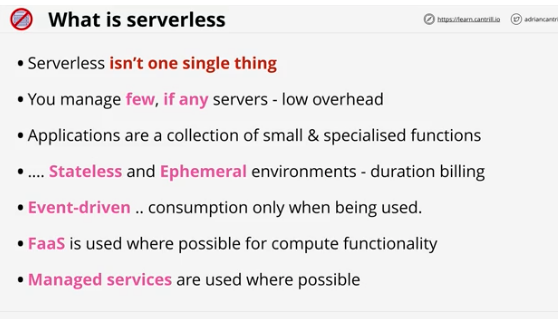 What is serverless
https://learn.cantrill.io
adriancantri
• Serverless isn't one single thing
• You manage few, if any servers - low overhead
• Applications are a collection of small & specialised functions
• .... Stateless and Ephemeral environments - duration billing
• Event-driven .. consumption only when being used.
• FaaS is used where possible for compute functionality
• Managed services are used where possible